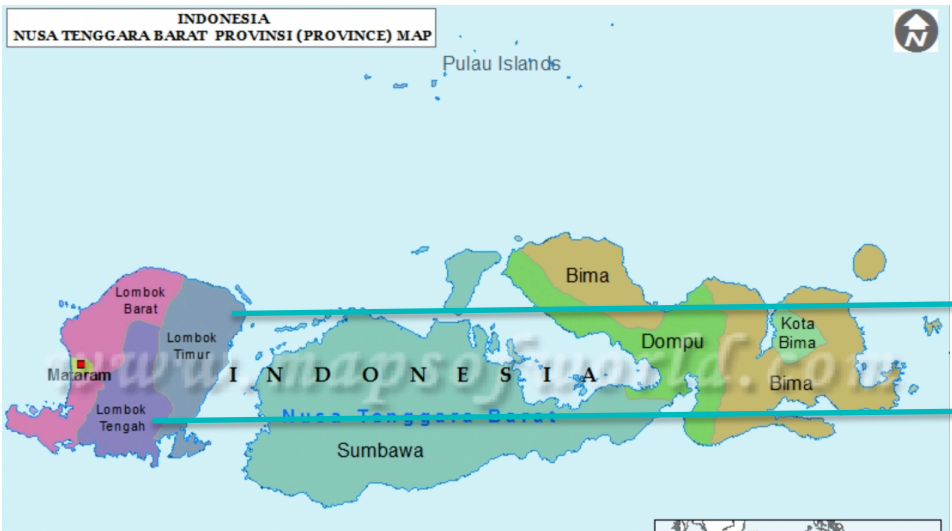 INDONESIA
NUSA TENGGARA BARAT PROVINSI (PROVINCE) MAP
N
Pulau Islands
Bima
Lombok
Barat
Lombok
Timur
Kota
Bima
Dompu
www.mapsofworld.com
Mataram
INDONESIA
Bima
Lombok
Tengah
Nusa Tenggara Barat
Sumbawa